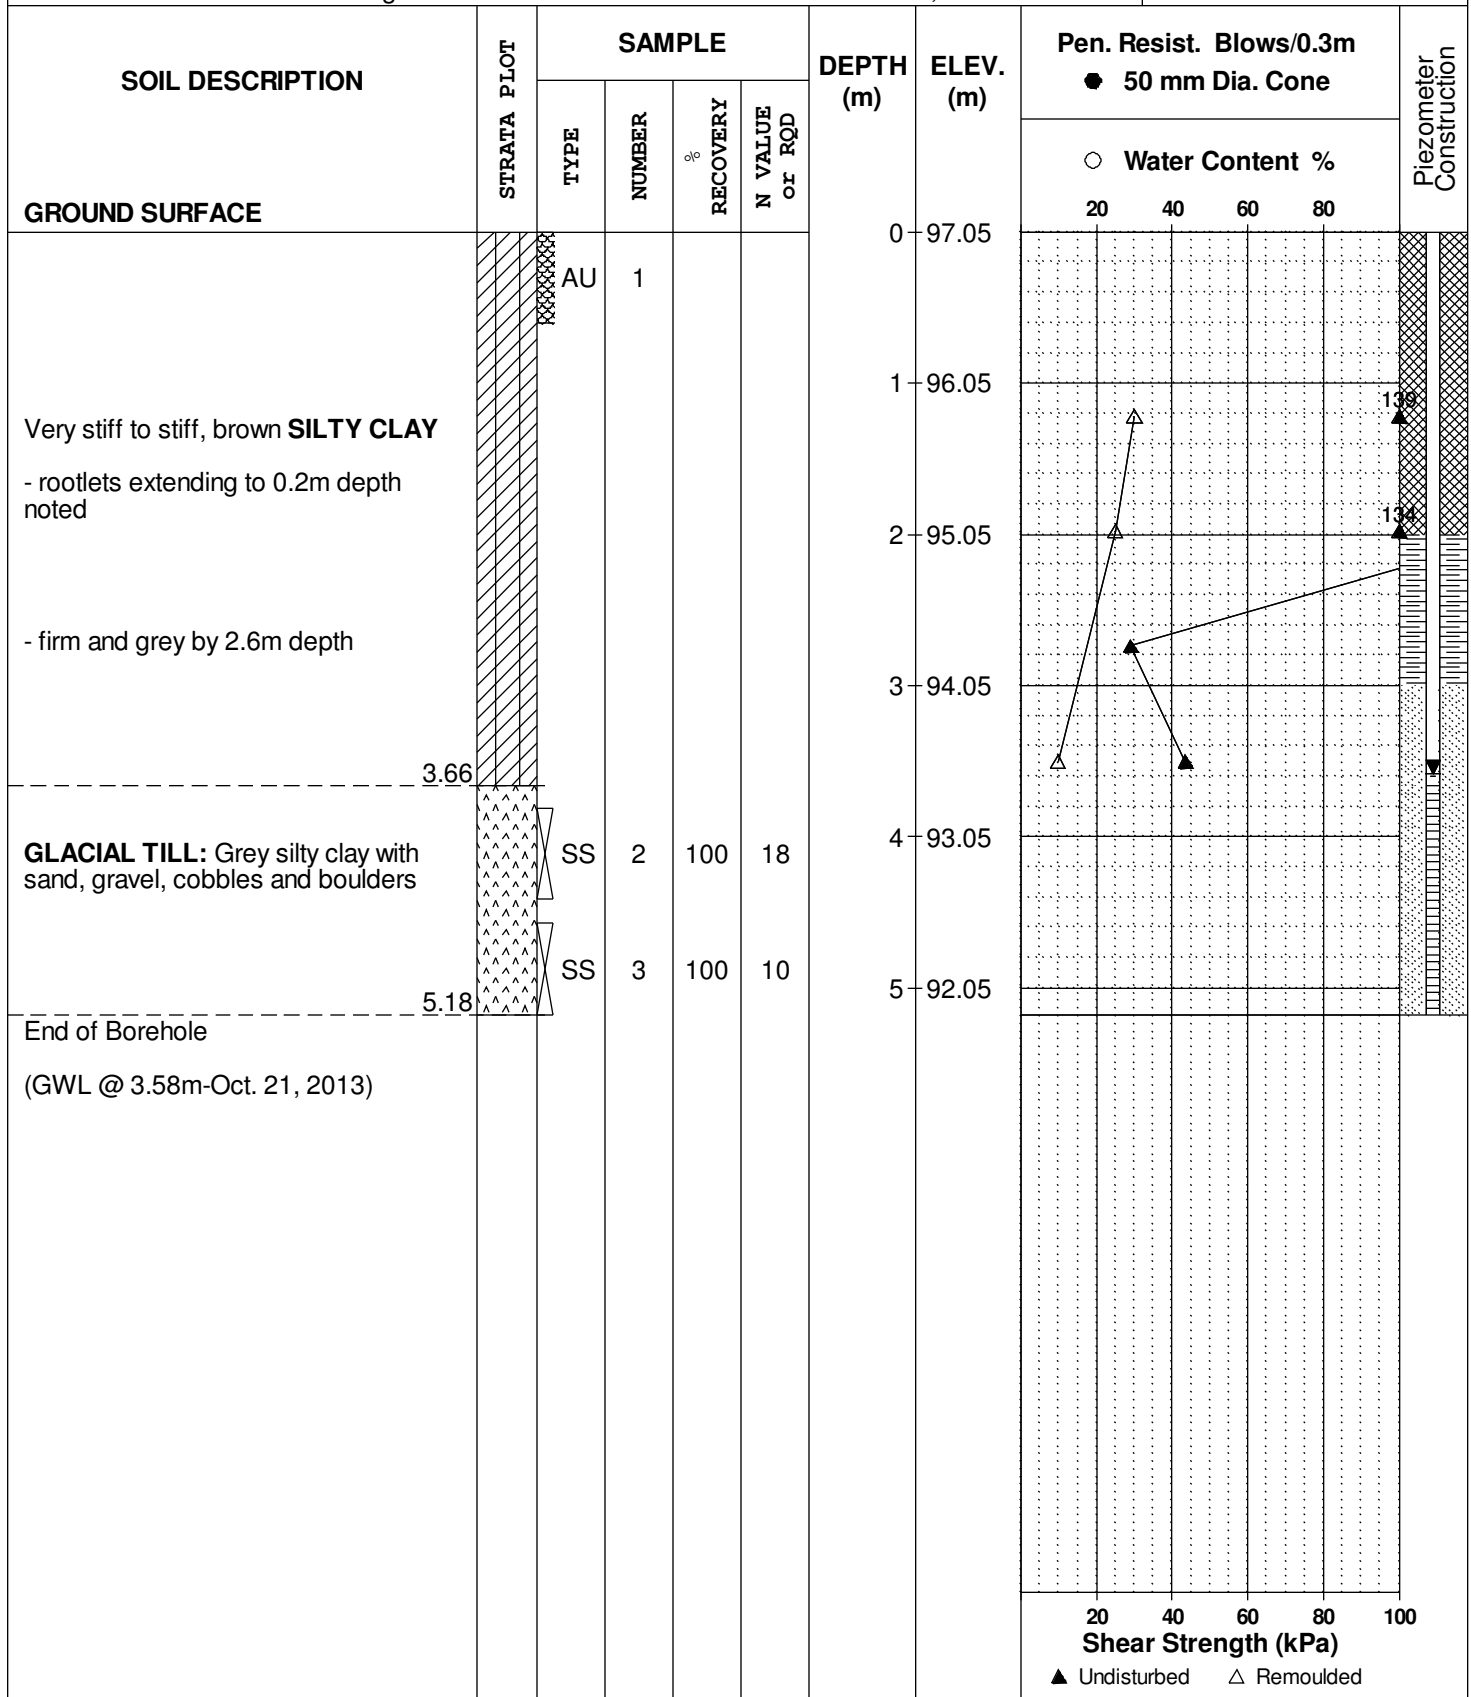 SOIL DESCRIPTION
GROUND SURFACE
STRATA PLOT
SAMPLE
TYPE
NUMBER
%
RECOVERY
N VALUE
or RQD
DEPTH
(m)
ELEV.
(m)
Pen. Resist. Blows/0.3m
● 50 mm Dia. Cone
○ Water Content %
20 40 60 80
Piezometer
Construction
0 97.05
AU 1
1 96.05
139
Very stiff to stiff, brown SILTY CLAY
- rootlets extending to 0.2m depth
noted
134
2 95.05
- firm and grey by 2.6m depth
3 94.05
3.66
4 93.05
GLACIAL TILL: Grey silty clay with
sand, gravel, cobbles and boulders
SS 2 100 18
SS 3 100 10
5 92.05
5.18
End of Borehole
(GWL @ 3.58m-Oct. 21, 2013)
20 40 60 80 100
Shear Strength (kPa)
▲ Undisturbed △ Remoulded